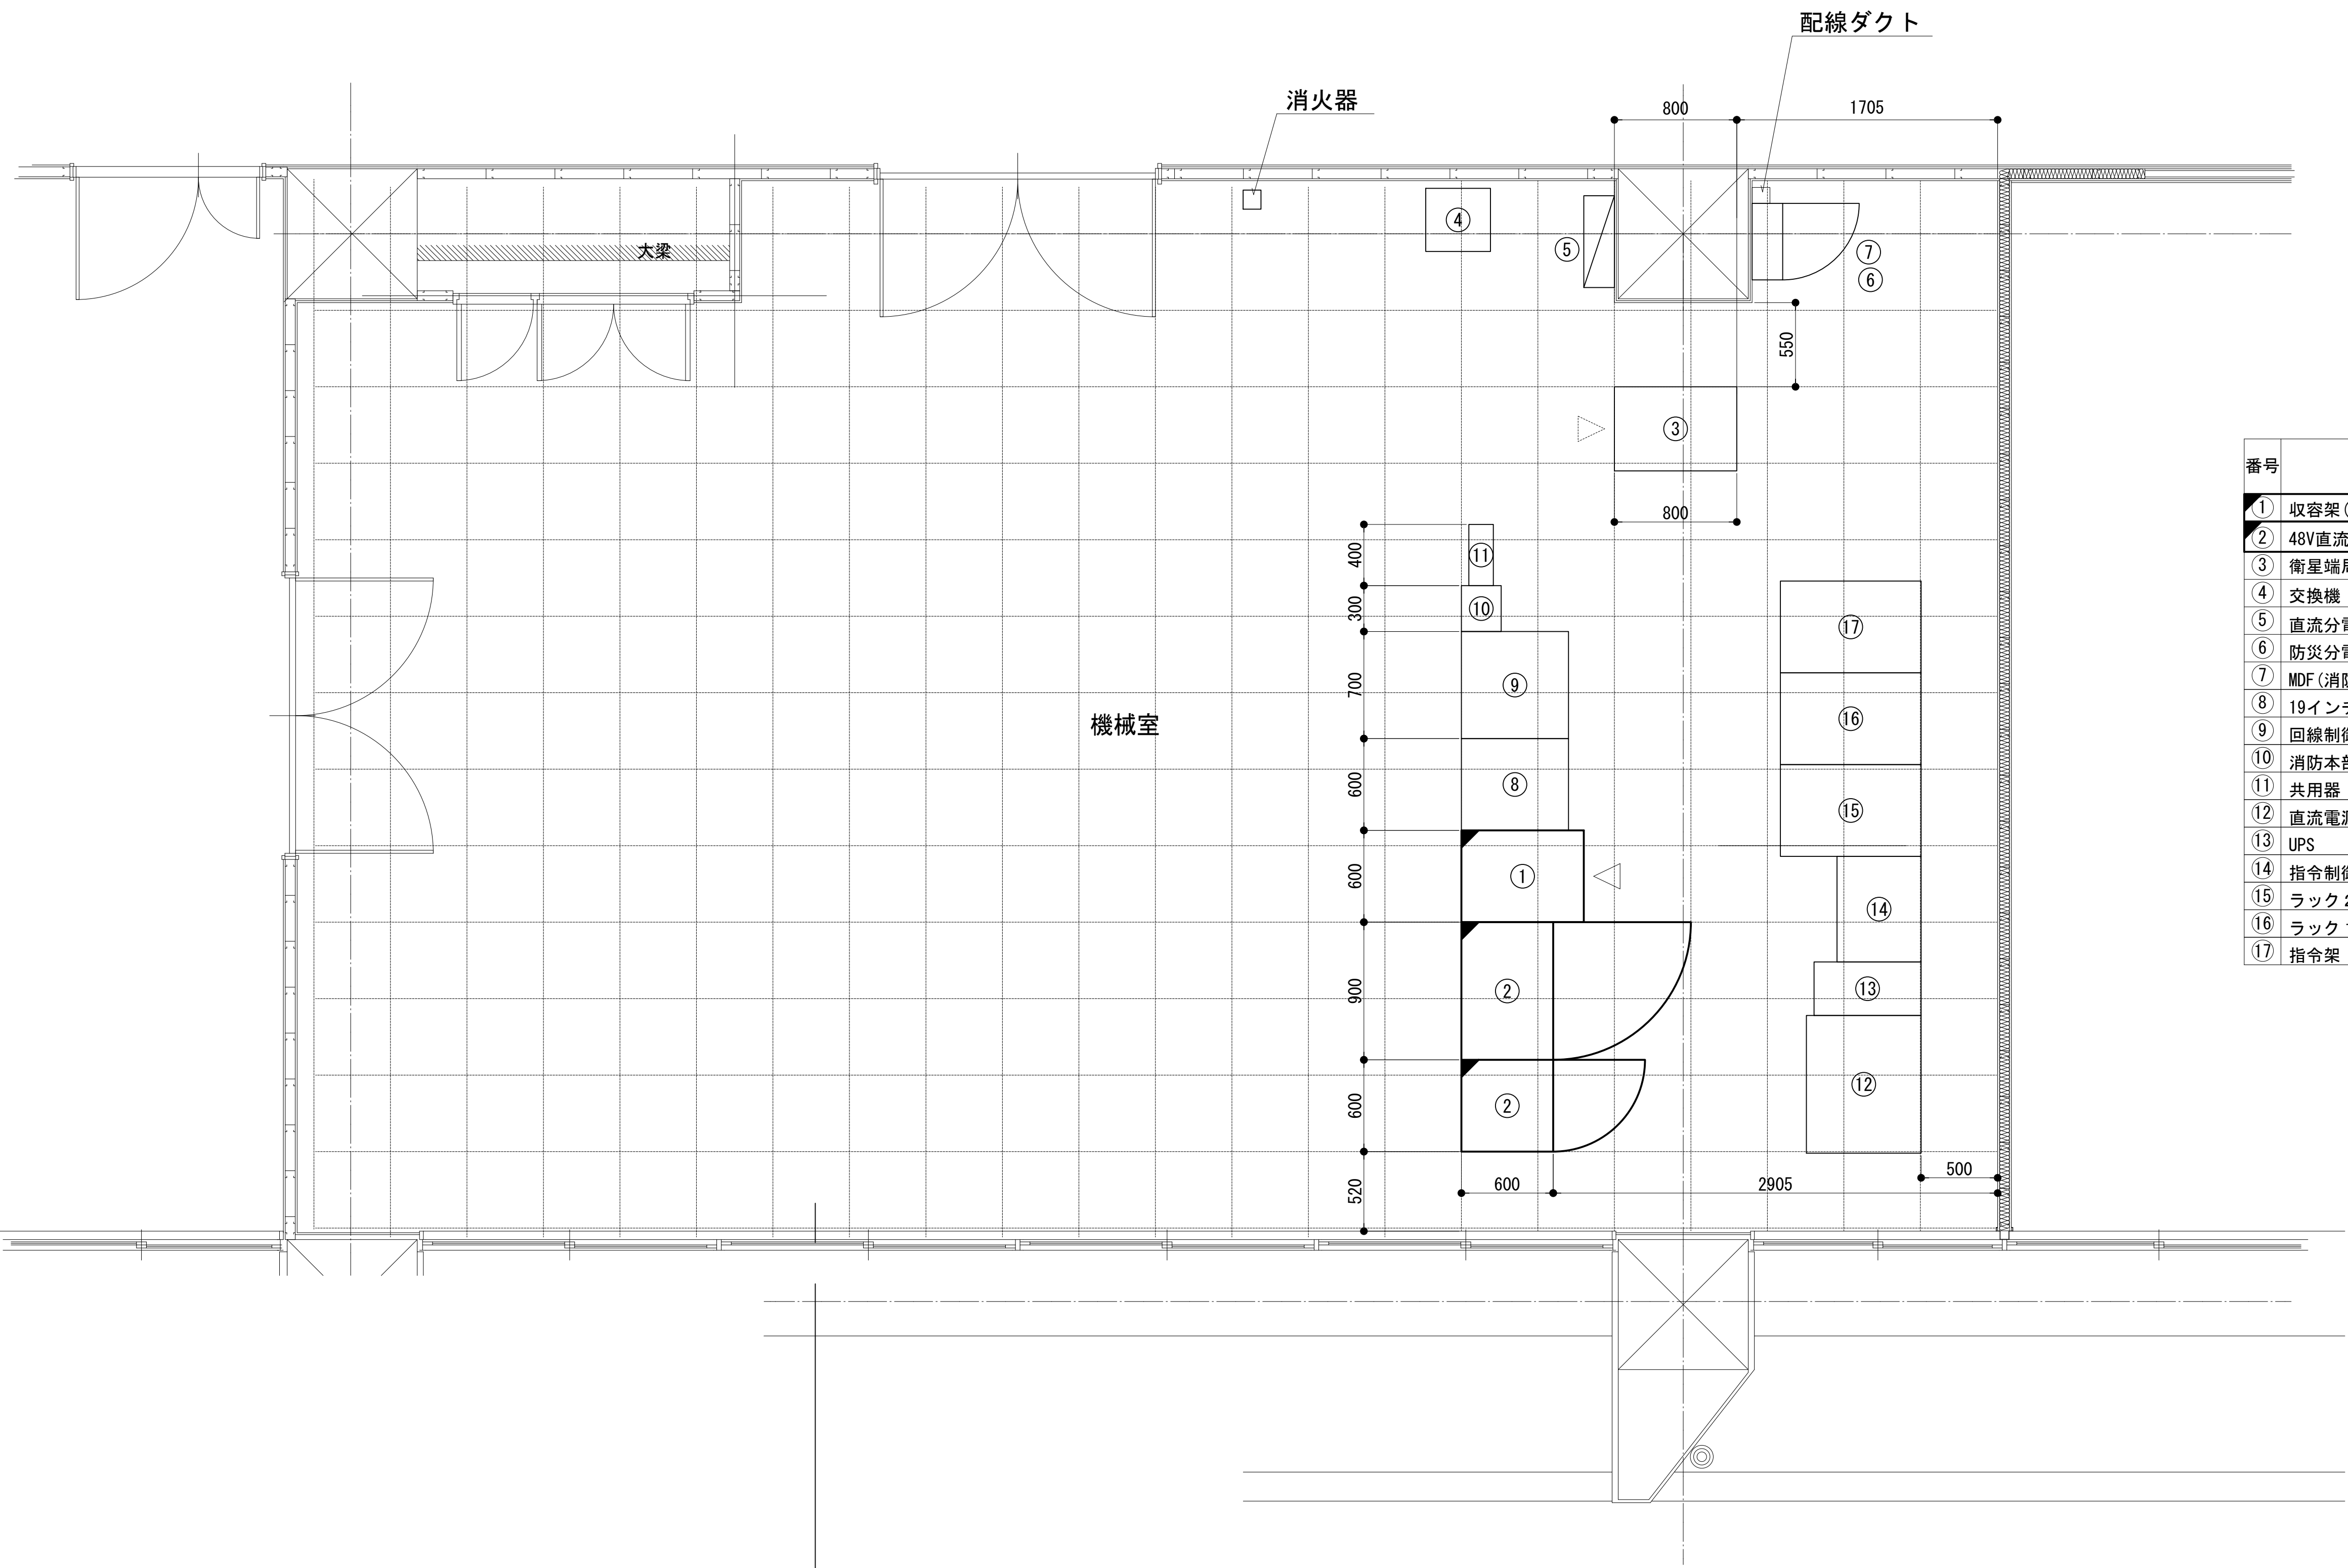 配線ダクト
消火器
800
1705
大梁
④
⑤
⑦
⑥
550
③
800
番号
① 収容架(
② 48V直流
③ 衛星端
④ 交換機
⑤ 直流分
⑥ 防災分
⑦ MDF(消
⑧ 19イン
⑨ 回線制
⑩ 消防本
⑪ 共用器
⑫ 直流電
⑬ UPS
⑭ 指令制
⑮ ラック2
⑯ ラック
⑰ 指令架
400
⑪
300
⑩
700
⑨
機械室
600
⑧
600
①
900
②
600
②
520
600
2905
500
⑰
⑯
⑮
⑭
⑬
⑫